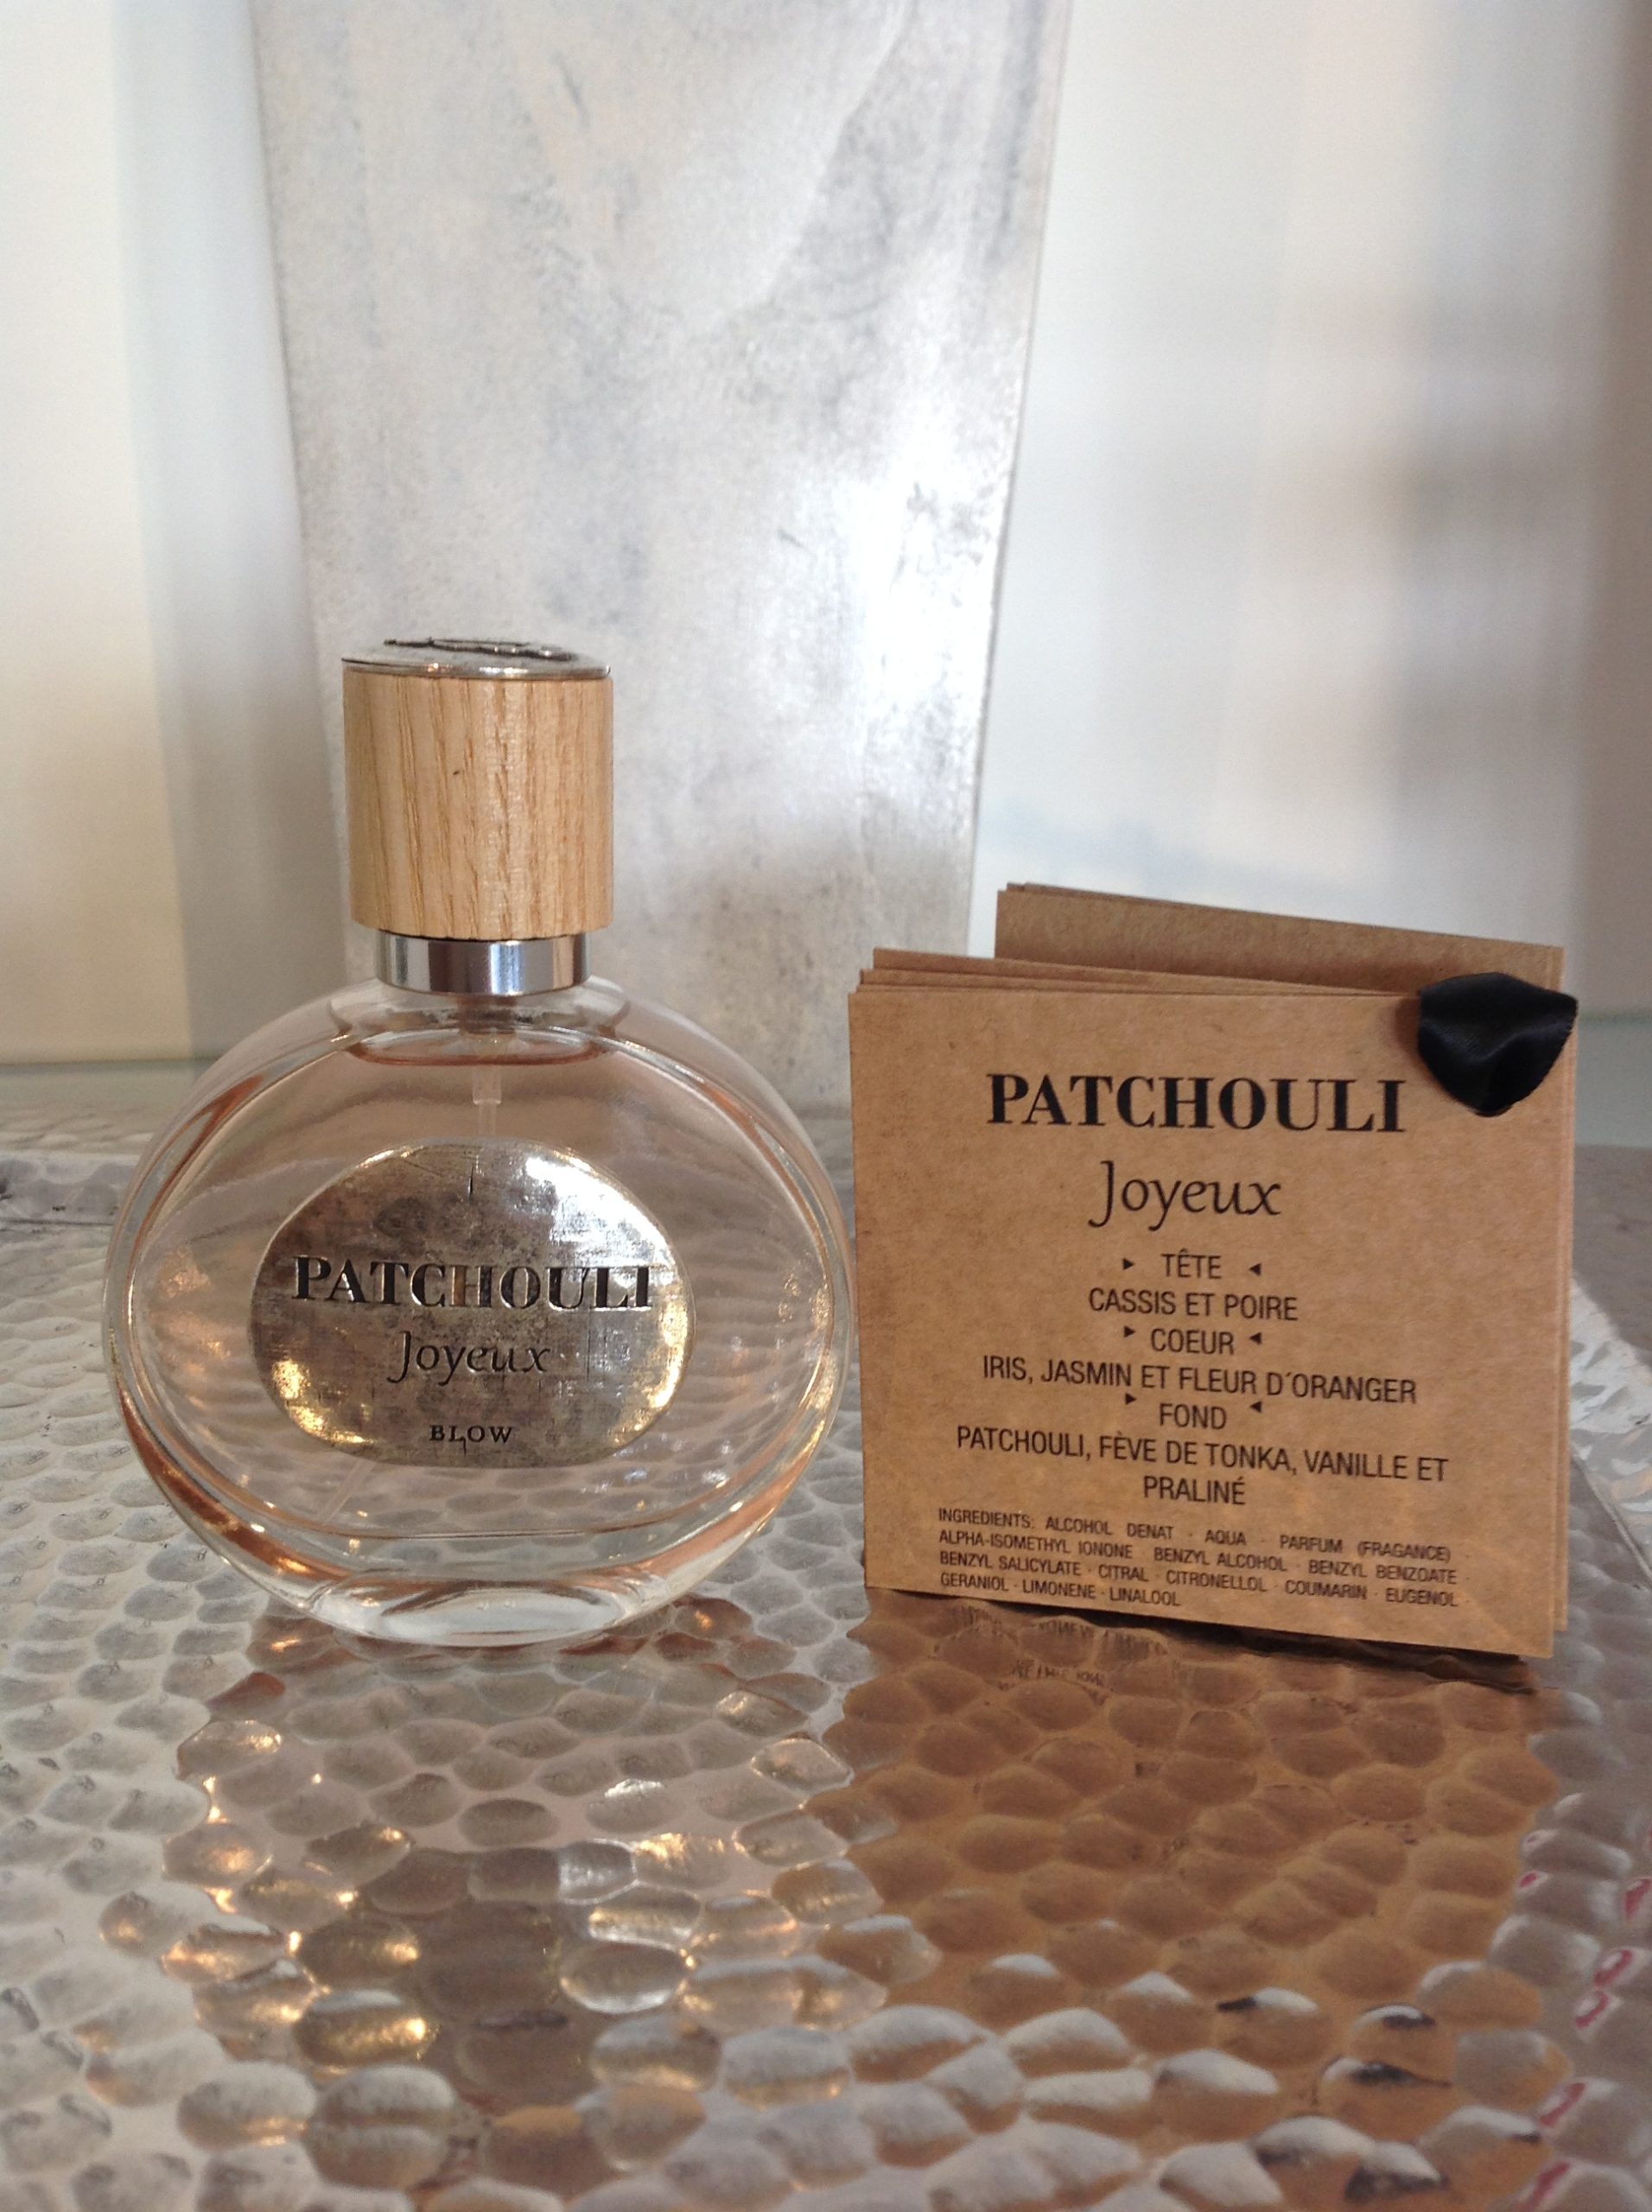 PATCHOULI
Joyeux
BLOW
PATCHOULI
Joyeux
▸ TÊTE ◂
CASSIS ET POIRE
▸ COEUR ◂
IRIS, JASMIN ET FLEUR D´ORANGER
▸ FOND ◂
PATCHOULI, FÈVE DE TONKA, VANILLE ET
PRALINÉ
INGREDIENTS: ALCOHOL DENAT · AQUA · PARFUM (FRAGANCE) ·
ALPHA-ISOMETHYL IONONE · BENZYL ALCOHOL · BENZYL BENZOATE ·
BENZYL SALICYLATE · CITRAL · CITRONELLOL · COUMARIN · EUGENOL ·
GERANIOL · LIMONENE · LINALOOL